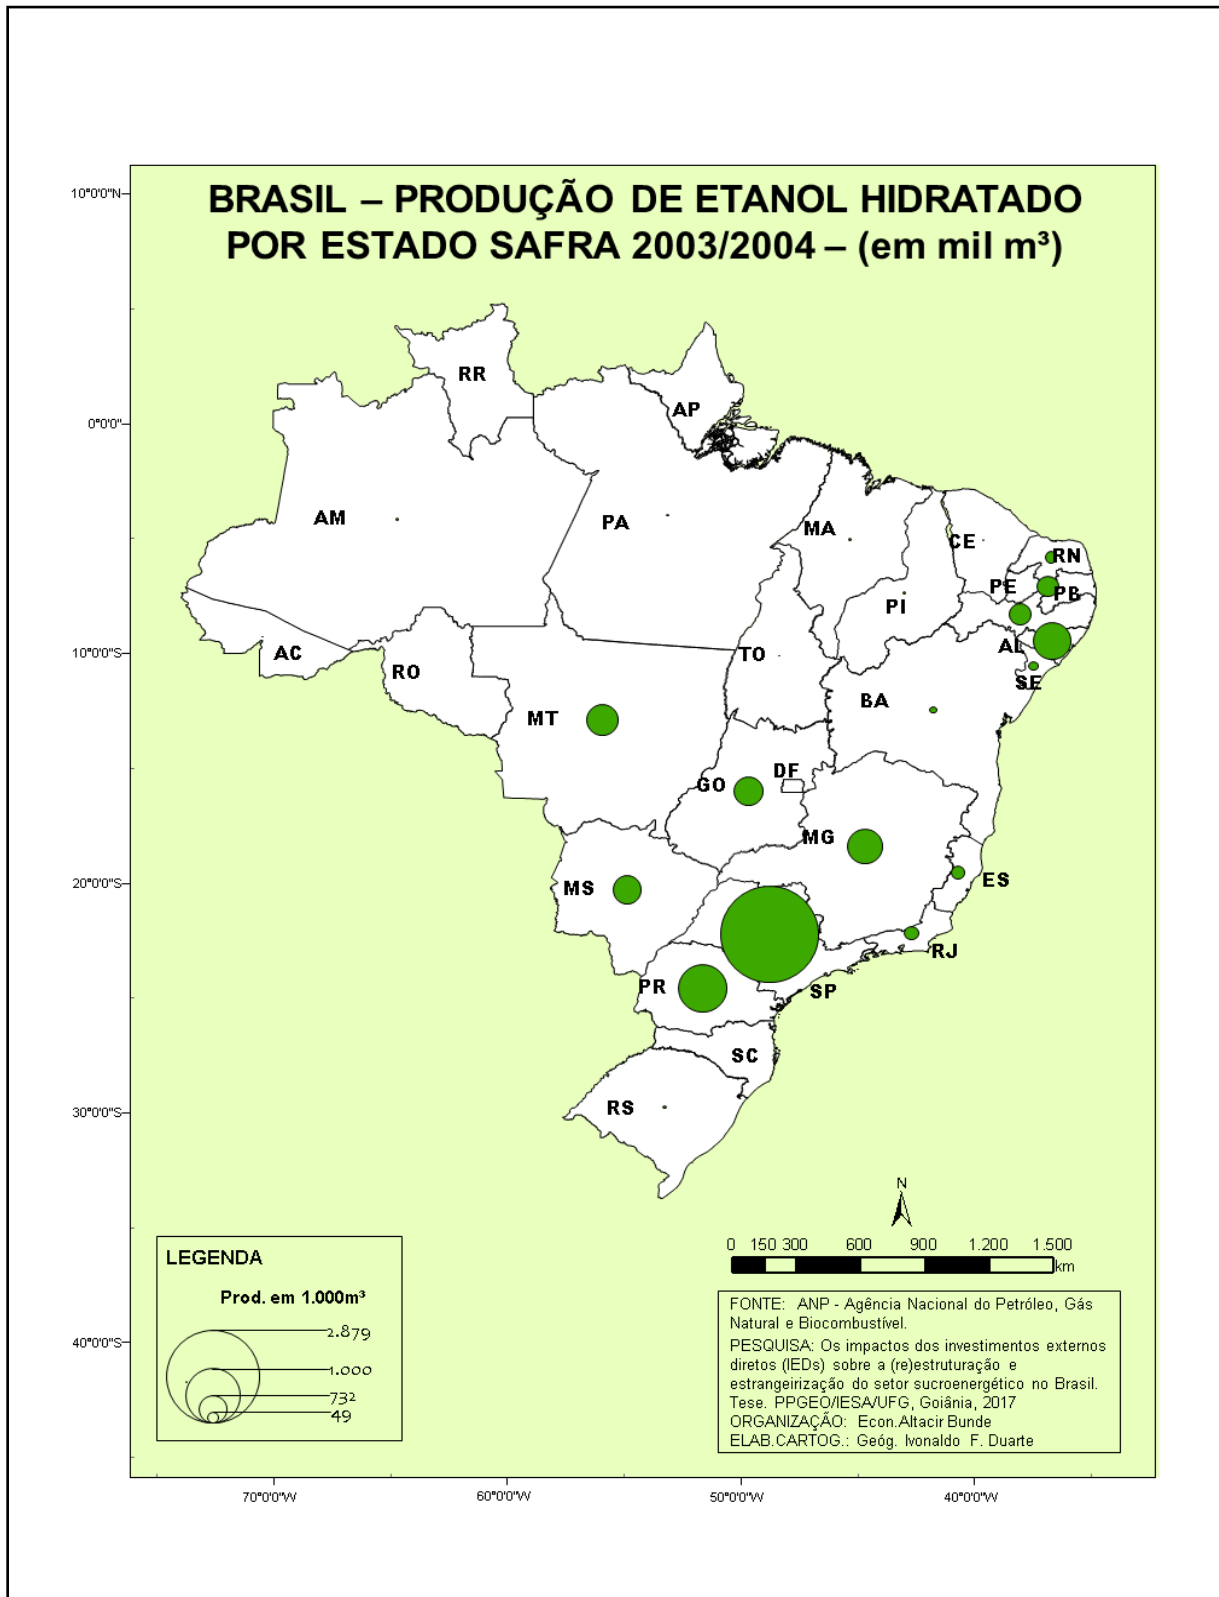 BRASIL – PRODUÇÃO DE ETANOL HIDRATADO
POR ESTADO SAFRA 2003/2004 – (em mil m³)
10°0'0"N
0°0'0"
10°0'0"S
20°0'0"S
30°0'0"S
40°0'0"S
RR
AP
AM
PA
MA
CE
RN
PE
PB
PI
AC
RO
TO
AL
SE
BA
MT
GO
DF
MG
MS
ES
RJ
PR
SP
SC
RS
N
0 150 300 600 900 1.200 1.500
km
LEGENDA
Prod. em 1.000m³
2.879
1.000
732
49
FONTE: ANP - Agência Nacional do Petróleo, Gás
Natural e Biocombustível.
PESQUISA: Os impactos dos investimentos externos
diretos (IEDs) sobre a (re)estruturação e
estrangeirização do setor sucroenergético no Brasil.
Tese. PPGEO/IESA/UFG, Goiânia, 2017
ORGANIZAÇÃO: Econ.Altacir Bunde
ELAB.CARTOG.: Geóg. Ivonaldo F. Duarte
70°0'0"W
60°0'0"W
50°0'0"W
40°0'0"W